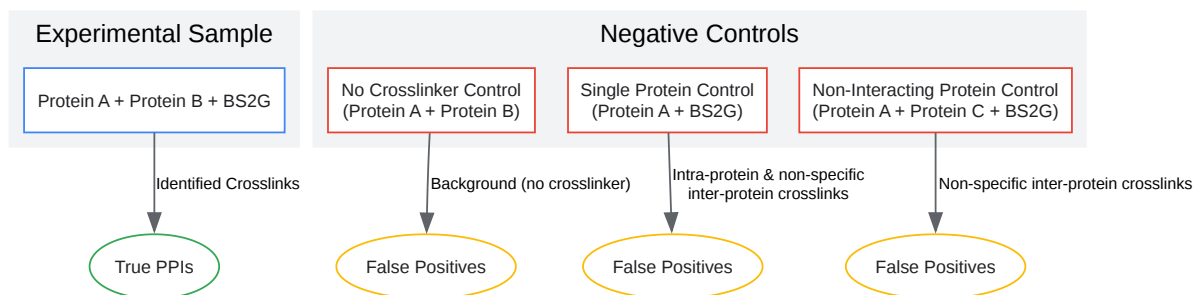 Experimental Sample
Negative Controls
Protein A + Protein B + BS2G
No Crosslinker Control
(Protein A + Protein B)
Single Protein Control
(Protein A + BS2G)
Non-Interacting Protein Control
(Protein A + Protein C + BS2G)
Identified Crosslinks
Background (no crosslinker)
Intra-protein & non-specific
inter-protein crosslinks
Non-specific inter-protein crosslinks
True PPIs
False Positives
False Positives
False Positives